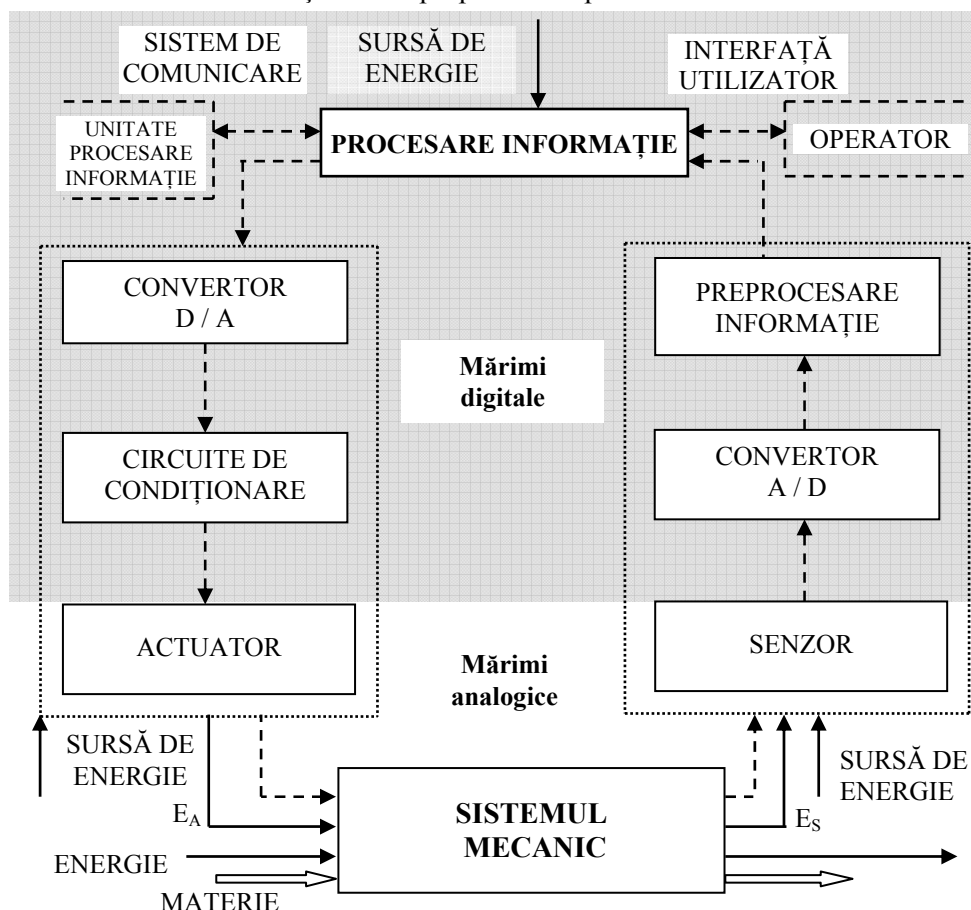 SISTEM DE
COMUNICARE
SURSĂ DE
ENERGIE
INTERFAȚĂ
UTILIZATOR
UNITATE
PROCESARE
INFORMAȚIE
PROCESARE INFORMAȚIE
OPERATOR
CONVERTOR
D / A
PREPROCESARE
INFORMAȚIE
Mărimi
digitale
CIRCUITE DE
CONDIȚIONARE
CONVERTOR
A / D
ACTUATOR
SENZOR
Mărimi
analogice
SURSĂ DE
ENERGIE
SURSĂ DE
ENERGIE
EA
SISTEMUL
MECANIC
ES
ENERGIE
MATERIE